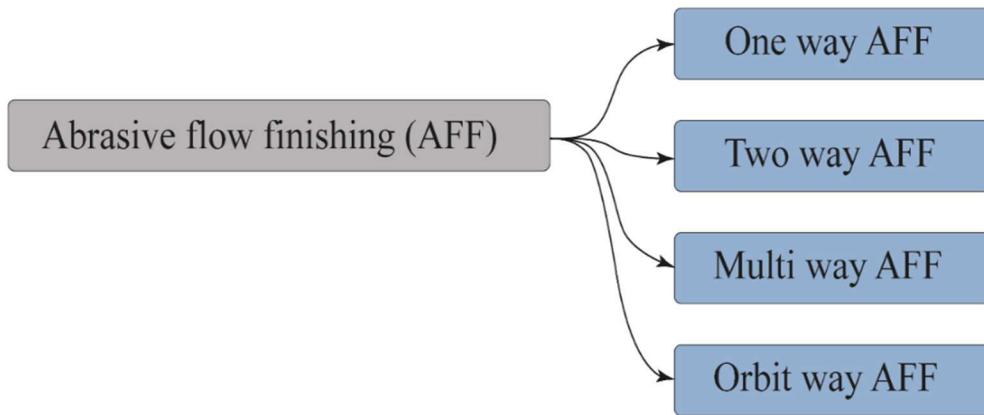 Abrasive flow finishing (AFF)
One way AFF
Two way AFF
Multi way AFF
Orbit way AFF